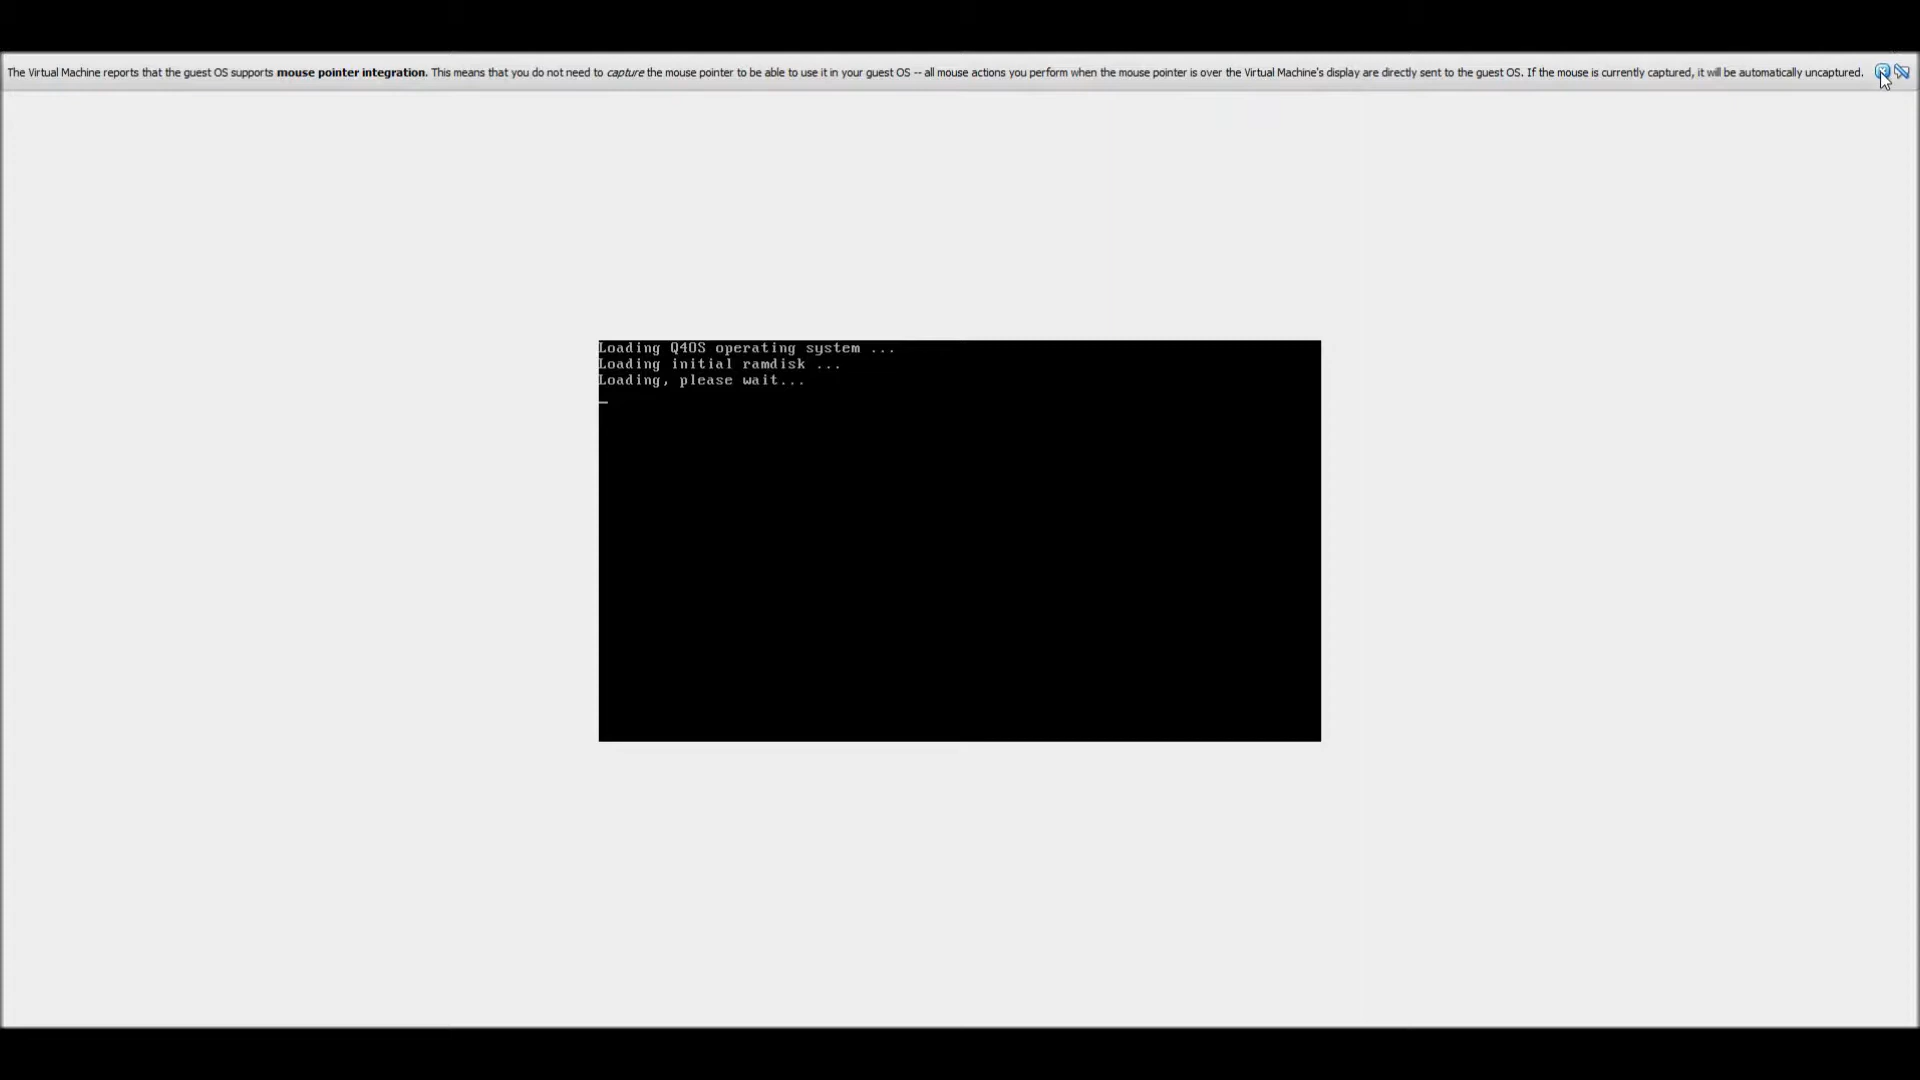 The Virtual Machine reports that the guest OS supports mouse pointer integration. This means that you do not need to capture the mouse pointer to be able to use it in your guest OS -- all mouse actions you perform when the mouse pointer is over the Virtual Machine's display are directly sent to the guest OS. If the mouse is currently captured, it will be automatically uncaptured.
Loading Q4OS operating system ...
Loading initial ramdisk ...
Loading, please wait...
_